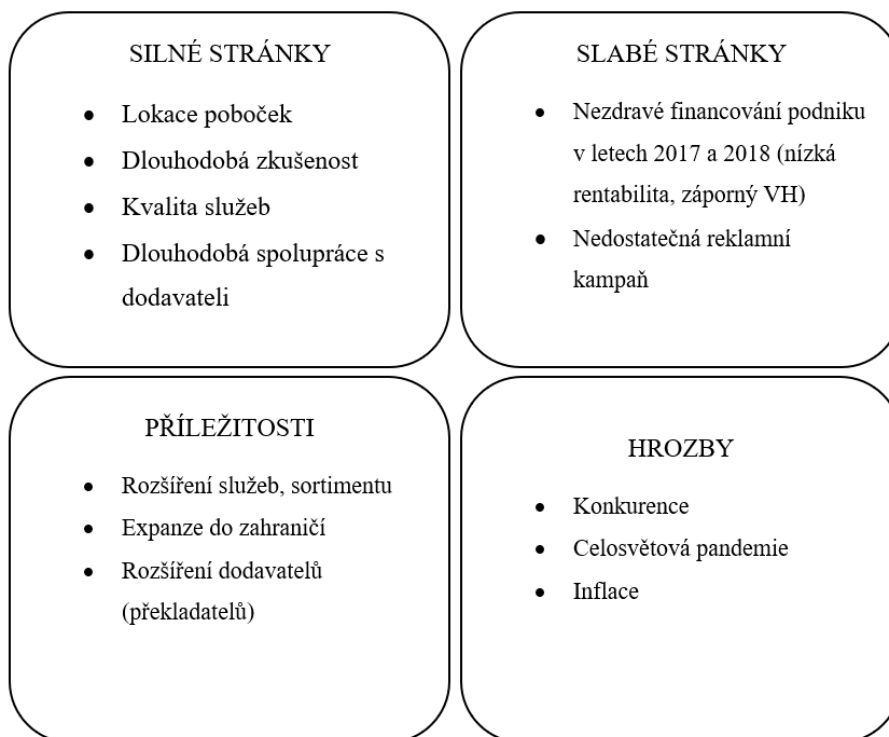 SILNÉ STRÁNKY
• Lokace poboček
• Dlouhodobá zkušenost
• Kvalita služeb
• Dlouhodobá spolupráce s
dodavateli
SLABÉ STRÁNKY
• Nezdravé financování podniku
v letech 2017 a 2018 (nízká
rentabilita, záporný VH)
• Nedostatečná reklamní
kampaň
PŘÍLEŽITOSTI
• Rozšíření služeb, sortimentu
• Expanze do zahraničí
• Rozšíření dodavatelů
(překladatelů)
HROZBY
• Konkurence
• Celosvětová pandemie
• Inflace